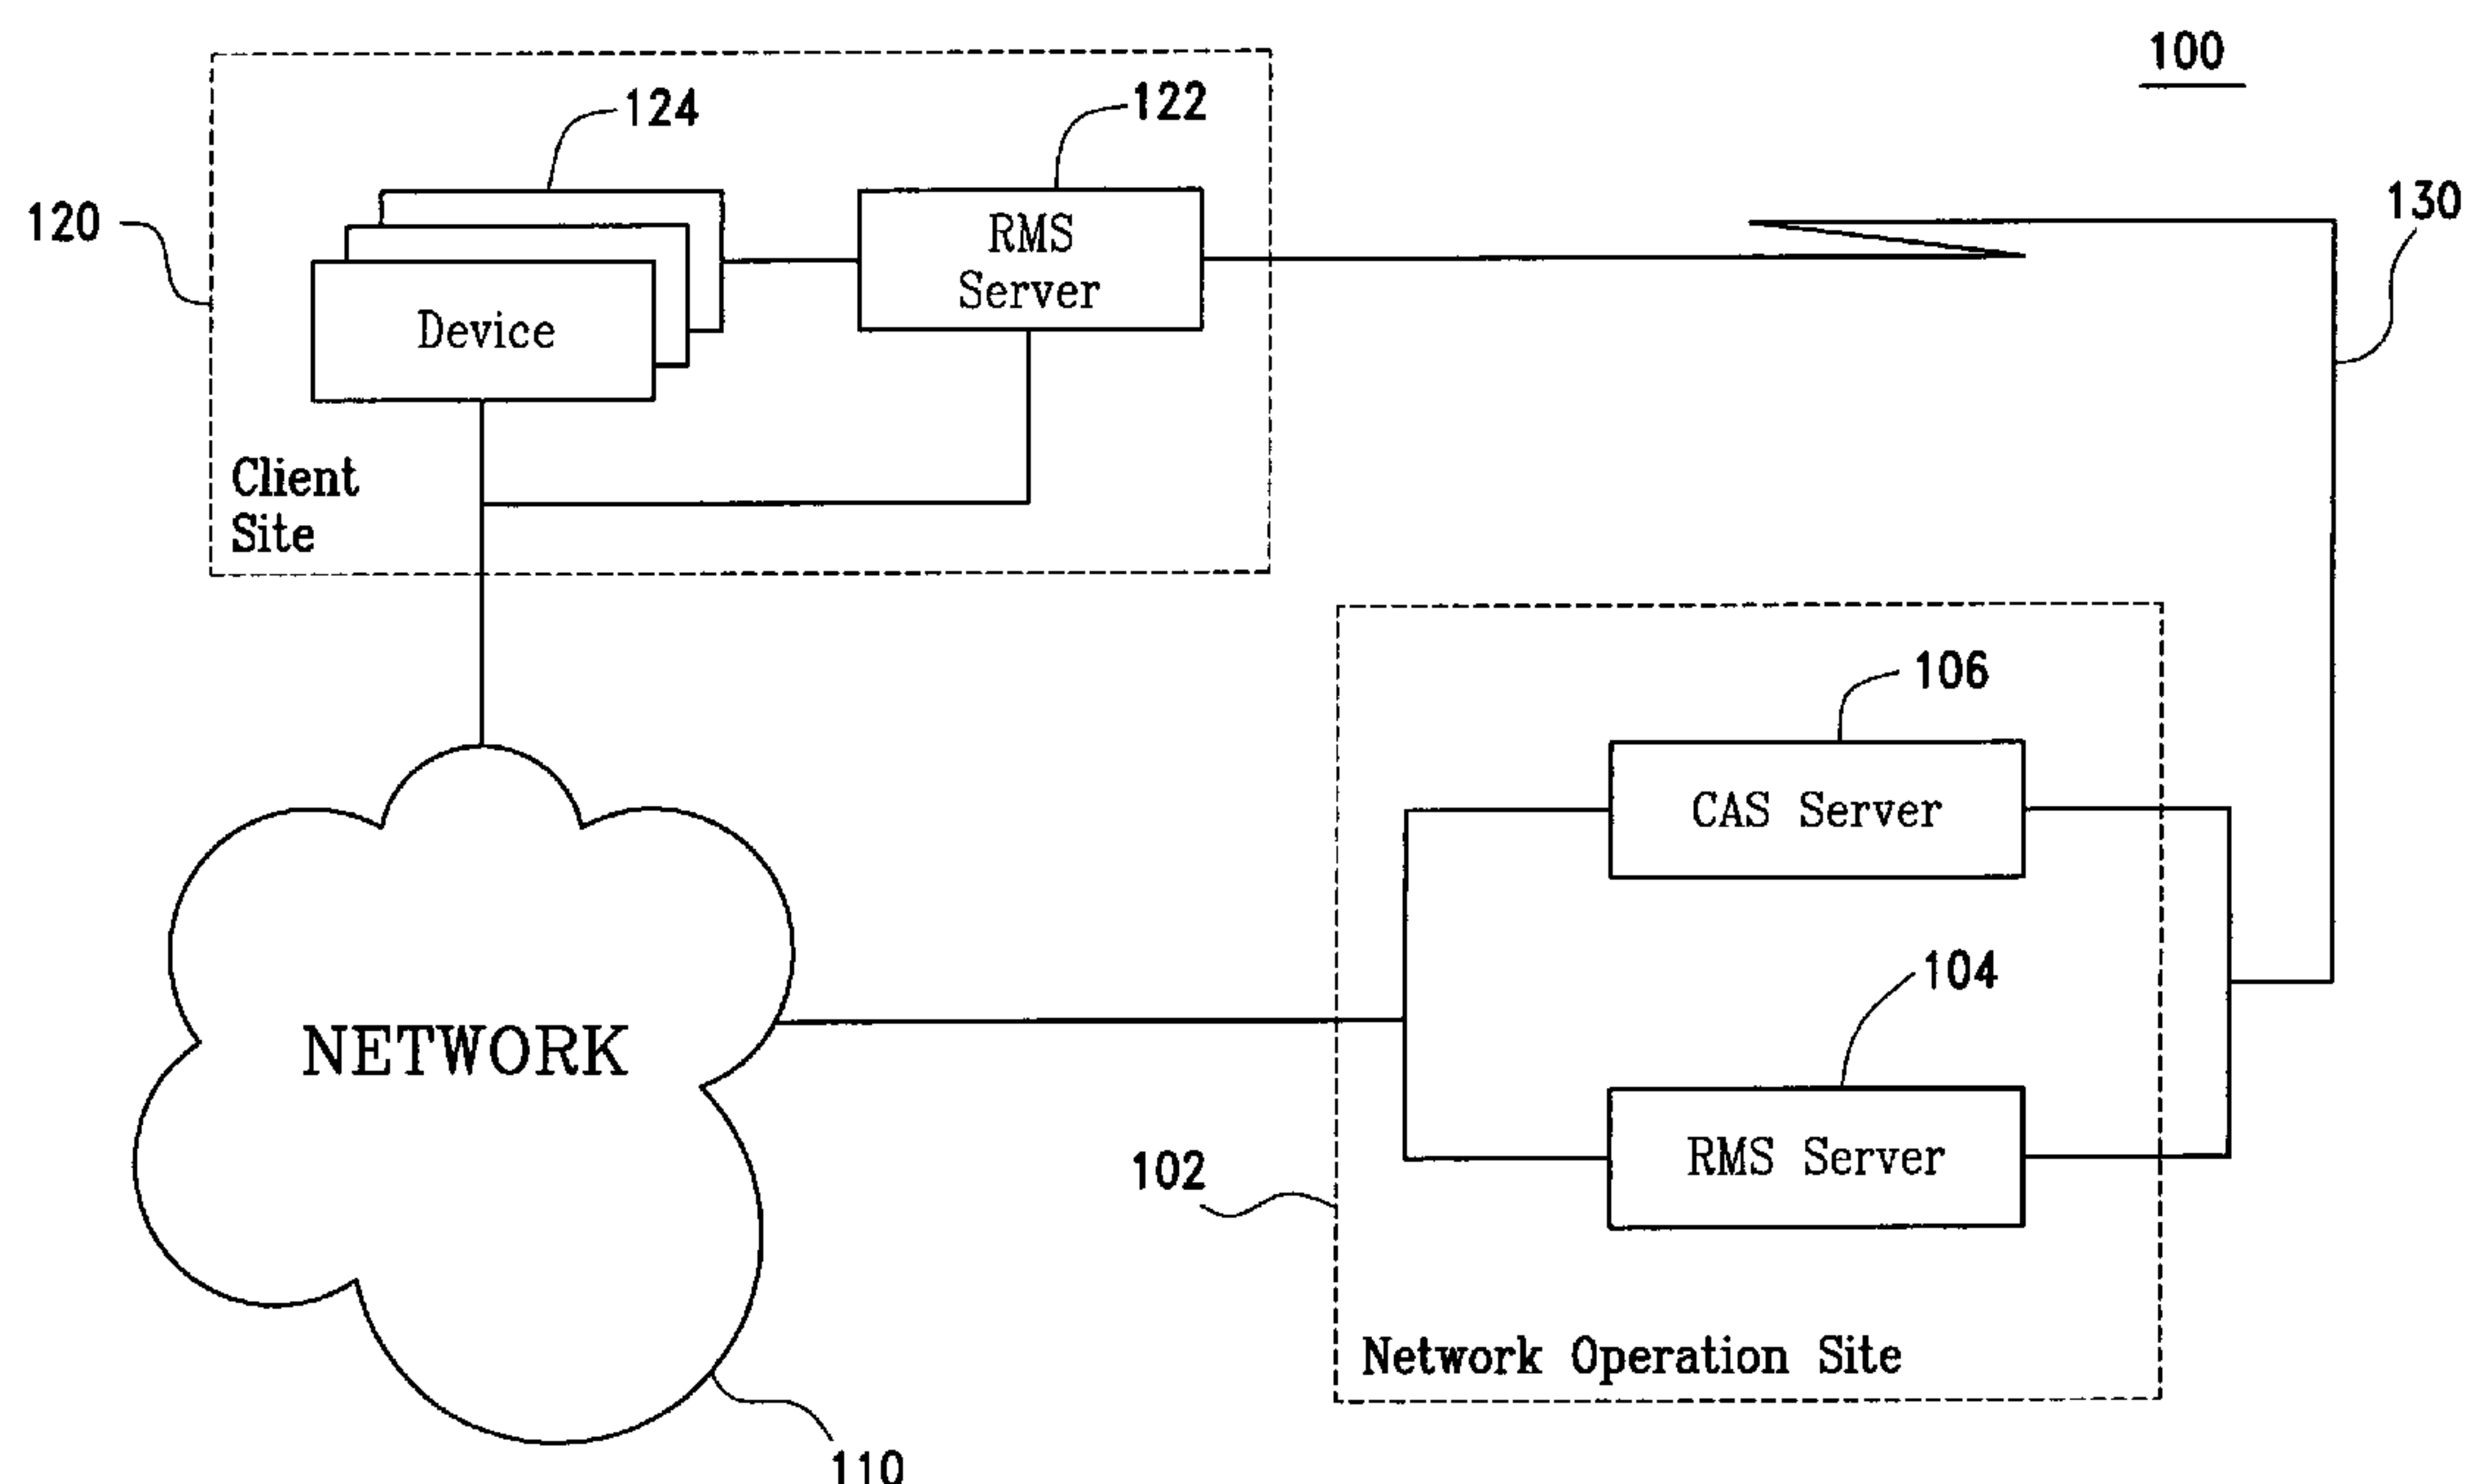 100
124
122
120
130
RMS
Server
Device
Client
Site
106
CAS Server
104
NETWORK
RMS Server
102
Network Operation Site
110